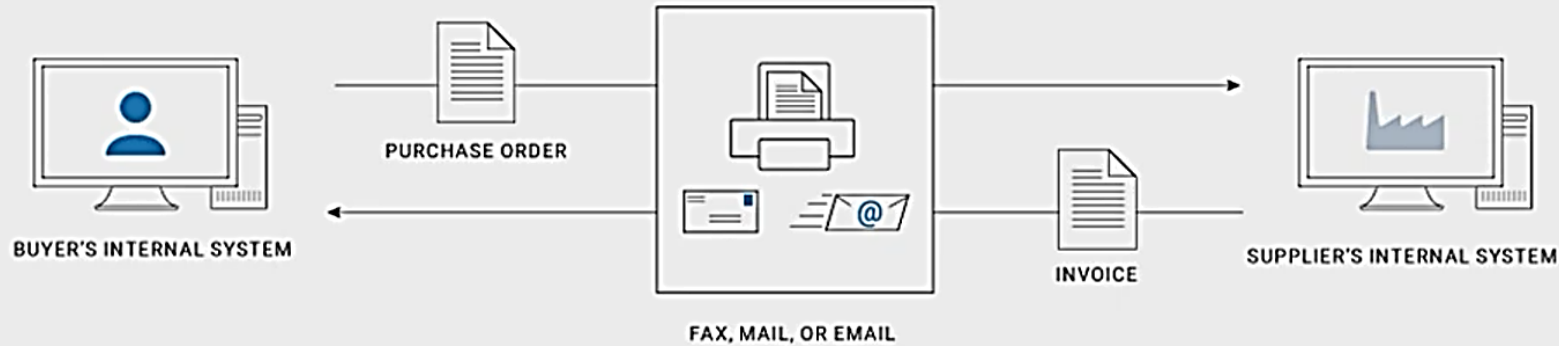 PURCHASE ORDER
BUYER'S INTERNAL SYSTEM
@
INVOICE
SUPPLIER'S INTERNAL SYSTEM
FAX, MAIL, OR EMAIL